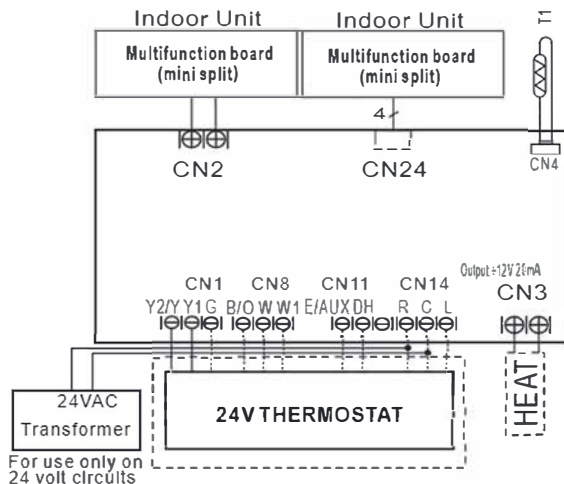 Indoor Unit Indoor Unit
Multifunction board Multifunction board
(mini split) (mini split)
T1
4
CN2 CN24 CN4
Output +12V 20mA
CN1 CN8 CN11 CN14 CN3
Y2/Y Y1 G B/O W W1 E/AUX DH R C L
HEAT
24VAC
Transformer
24V THERMOSTAT
For use only on
24 volt circuits